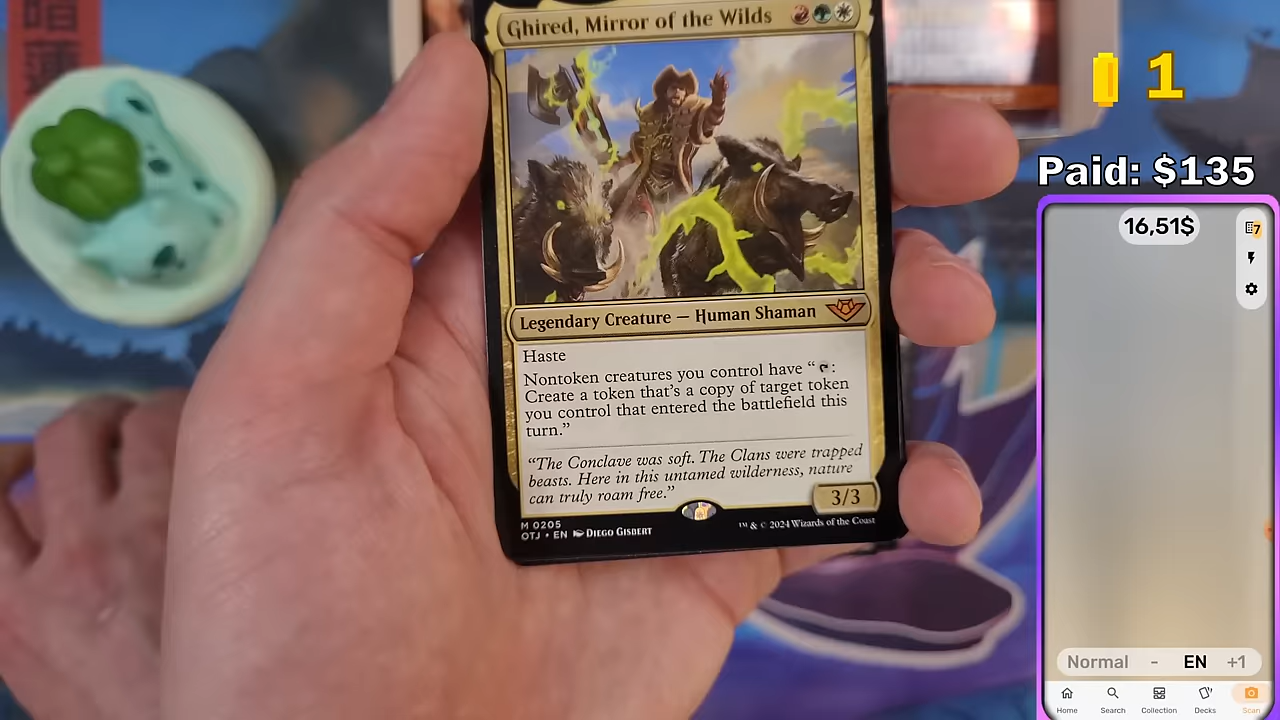 暗
蓮
Ghired, Mirror of the Wilds
Legendary Creature — Human Shaman
Haste
Nontoken creatures you control have “ :
Create a token that’s a copy of target token
you control that entered the battlefield this
turn.”
“The Conclave was soft. The Clans were trapped
beasts. Here in this untamed wilderness, nature
can truly roam free.”
3/3
M 0205
OTJ • EN DIEGO GISBERT
™ & © 2024 Wizards of the Coast
1
Paid: $135
16,51$
7
Normal - EN +1
Home Search Collection Decks Scan